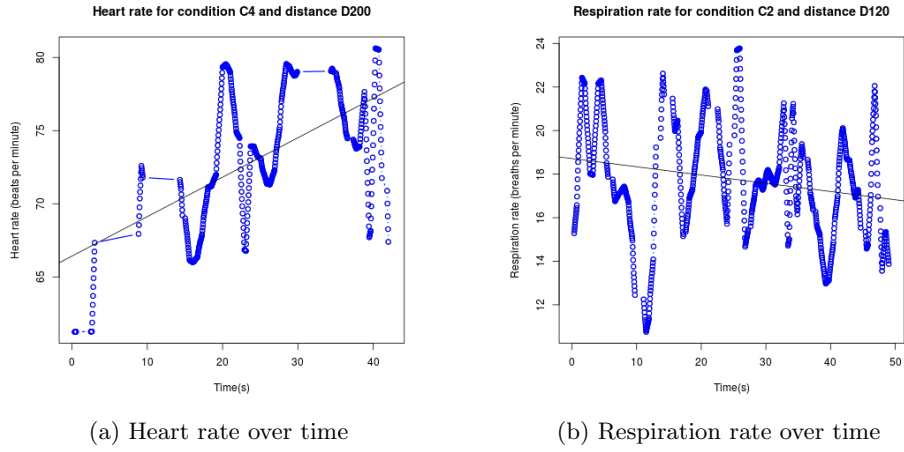 Heart rate for condition C4 and distance D200
Heart rate (beats per minute)
80
75
70
65
0 10 20 30 40
Time(s)
(a) Heart rate over time
Respiration rate for condition C2 and distance D120
Respiration rate (breaths per minute)
24
22
20
18
16
14
12
0 10 20 30 40 50
Time(s)
(b) Respiration rate over time